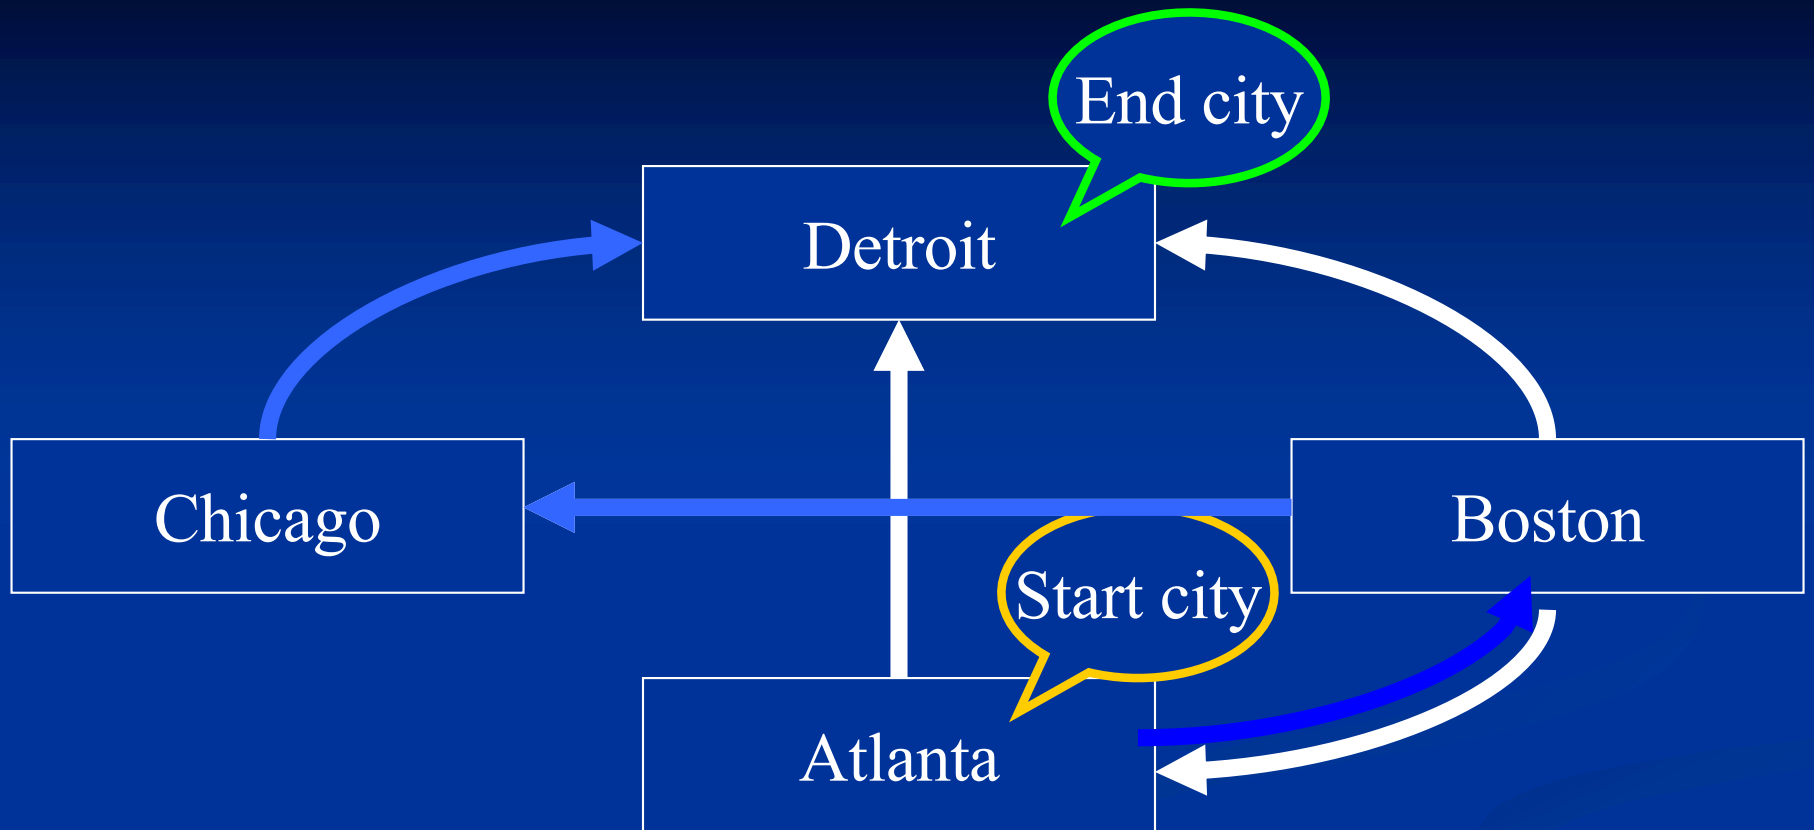 End city
Detroit
Chicago
Boston
Start city
Atlanta